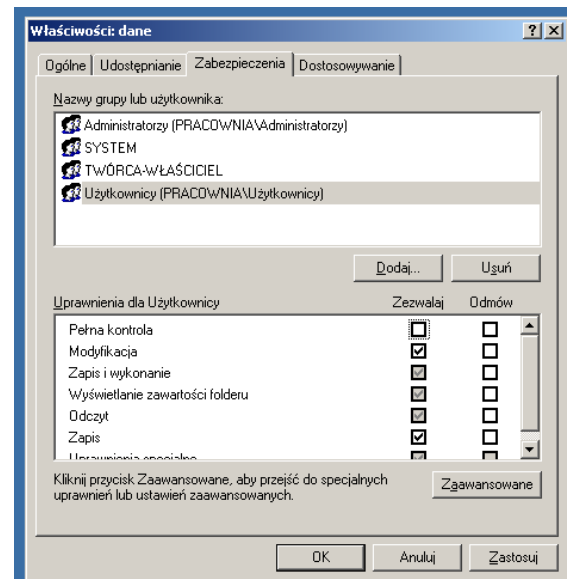 Właściwości: dane
Ogólne Udostępnianie Zabezpieczenia Dostosowywanie
Nazwy grupy lub użytkownika:
Administratorzy (PRACOWNIA\Administratorzy)
SYSTEM
TWÓRCA-WŁAŚCICIEL
Użytkownicy (PRACOWNIA\Użytkownicy)
Dodaj... Usuń
Uprawnienia dla Użytkownicy Zezwalaj Odmów
Pełna kontrola
Modyfikacja
Zapis i wykonanie
Wyświetlanie zawartości folderu
Odczyt
Zapis
Uprawnienia specjalne
Kliknij przycisk Zaawansowane, aby przejść do specjalnych
uprawnień lub ustawień zaawansowanych.
Zaawansowane
OK Anuluj Zastosuj